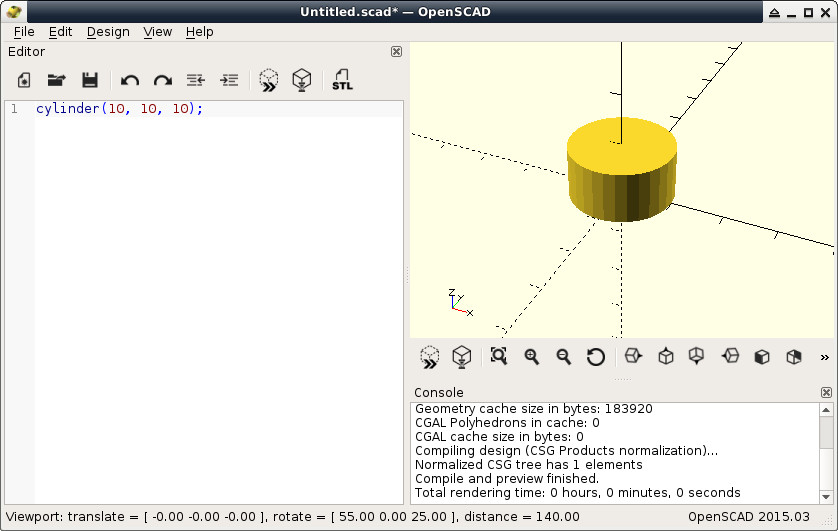 Untitled.scad* — OpenSCAD
File Edit Design View Help
Editor
STL
1 cylinder(10, 10, 10);
Z
Y
X
»
Console
Geometry cache size in bytes: 183920
CGAL Polyhedrons in cache: 0
CGAL cache size in bytes: 0
Compiling design (CSG Products normalization)...
Normalized CSG tree has 1 elements
Compile and preview finished.
Total rendering time: 0 hours, 0 minutes, 0 seconds
Viewport: translate = [ -0.00 -0.00 -0.00 ], rotate = [ 55.00 0.00 25.00 ], distance = 140.00 OpenSCAD 2015.03